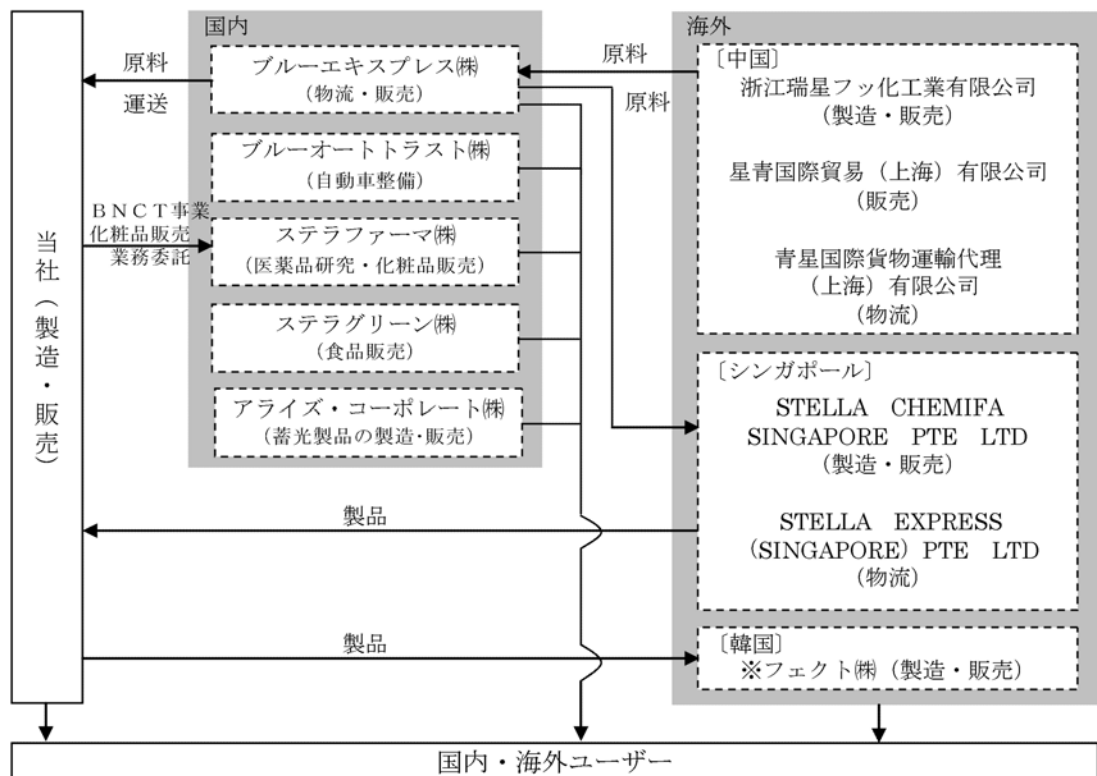 当社（製造・販売）
原料
運送
ＢＮＣＴ事業
化粧品販売
業務委託
国内
ブルーエキスプレス㈱
（物流・販売）
ブルーオートトラスト㈱
（自動車整備）
ステラファーマ㈱
（医薬品研究・化粧品販売）
ステラグリーン㈱
（食品販売）
アライズ・コーポレート㈱
（蓄光製品の製造・販売）
原料
原料
海外
〔中国〕
浙江瑞星フッ化工業有限公司
（製造・販売）
星青国際貿易（上海）有限公司
（販売）
青星国際貨物運輸代理
（上海）有限公司
（物流）
〔シンガポール〕
STELLA CHEMIFA
SINGAPORE PTE LTD
（製造・販売）
STELLA EXPRESS
（SINGAPORE）PTE LTD
（物流）
製品
製品
〔韓国〕
※フェクト㈱（製造・販売）
国内・海外ユーザー